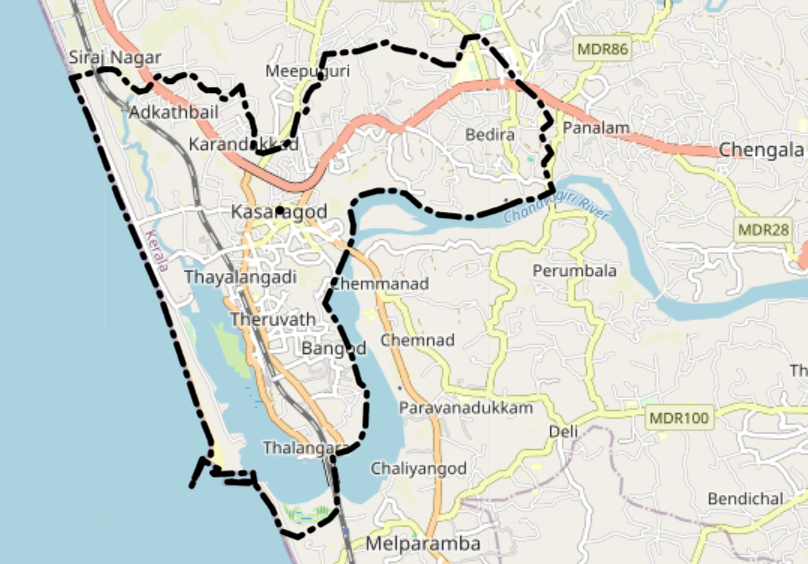 MDR86
Siraj Nagar
Meepuguri
Adkathbail
Bedira
Panalam
Karandakkad
Chengala
Kasaragod
Chandragiri River
MDR28
Kerala
Thayalangadi
Chemmanad
Perumbala
Theruvath
Bangod
Chemnad
Th
Paravanadukkam
MDR100
Deli
Thalangara
Chaliyangod
Bendichal
Melparamba